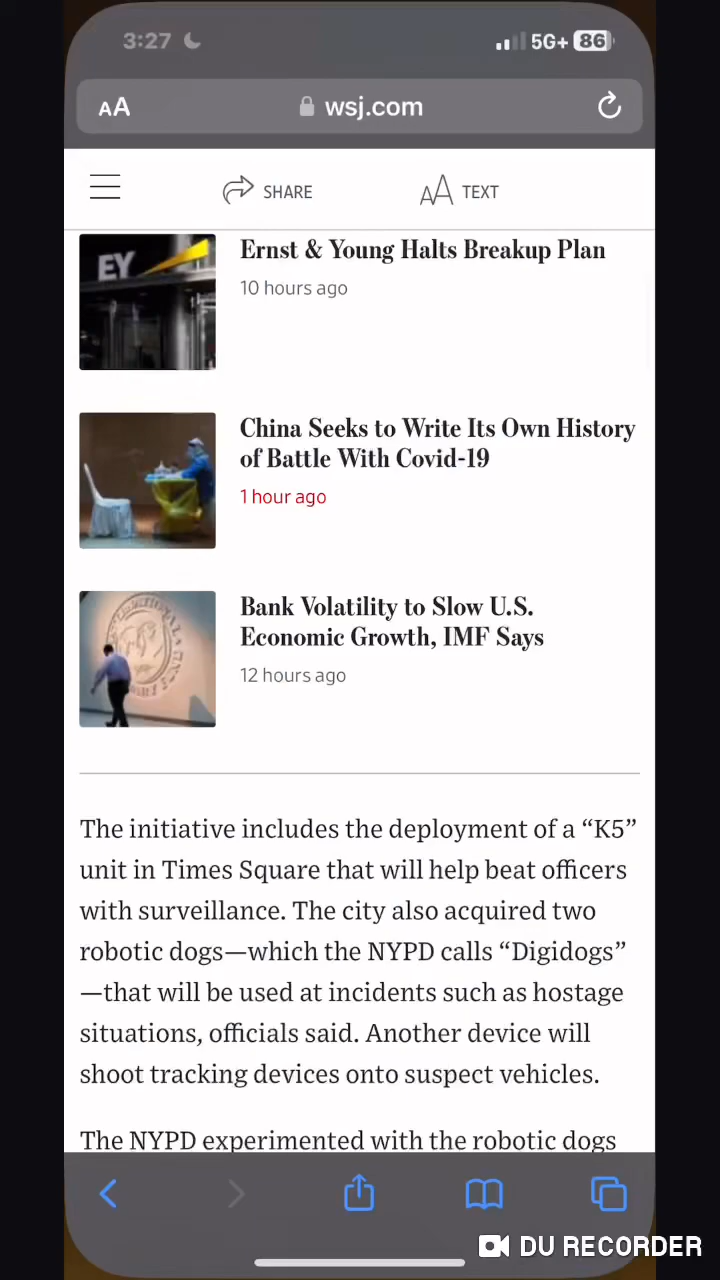 3:27
5G+ 86
AA
wsj.com
SHARE
TEXT
EY
Ernst & Young Halts Breakup Plan
10 hours ago
China Seeks to Write Its Own History
of Battle With Covid-19
1 hour ago
Bank Volatility to Slow U.S.
Economic Growth, IMF Says
12 hours ago
The initiative includes the deployment of a “K5”
unit in Times Square that will help beat officers
with surveillance. The city also acquired two
robotic dogs—which the NYPD calls “Digidogs”
—that will be used at incidents such as hostage
situations, officials said. Another device will
shoot tracking devices onto suspect vehicles.
The NYPD experimented with the robotic dogs
DU RECORDER